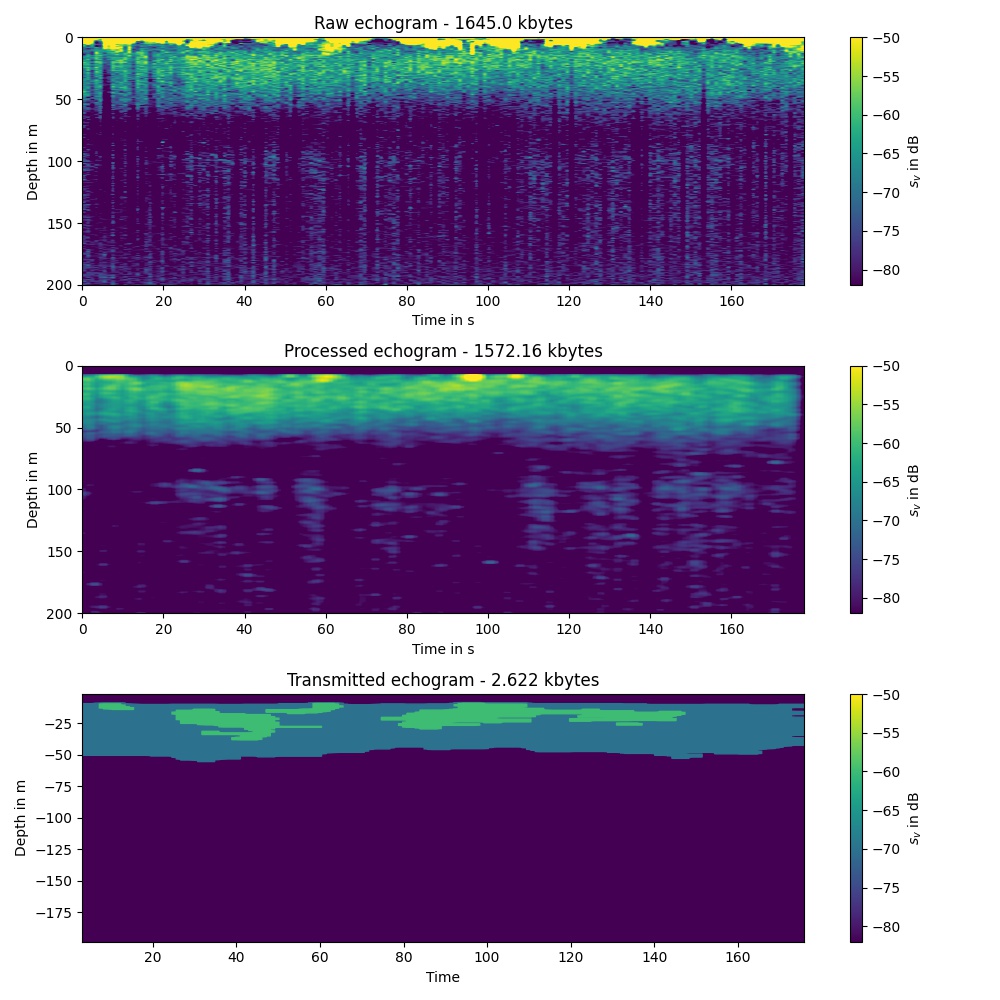 Raw echogram - 1645.0 kbytes
0
50
100
150
200
Depth in m
0 20 40 60 80 100 120 140 160
Time in s
−50
−55
−60
−65
−70
−75
−80
sv in dB
Processed echogram - 1572.16 kbytes
0
50
100
150
200
Depth in m
0 20 40 60 80 100 120 140 160
Time in s
−50
−55
−60
−65
−70
−75
−80
sv in dB
Transmitted echogram - 2.622 kbytes
−25
−50
−75
−100
−125
−150
−175
Depth in m
20 40 60 80 100 120 140 160
Time
−50
−55
−60
−65
−70
−75
−80
sv in dB